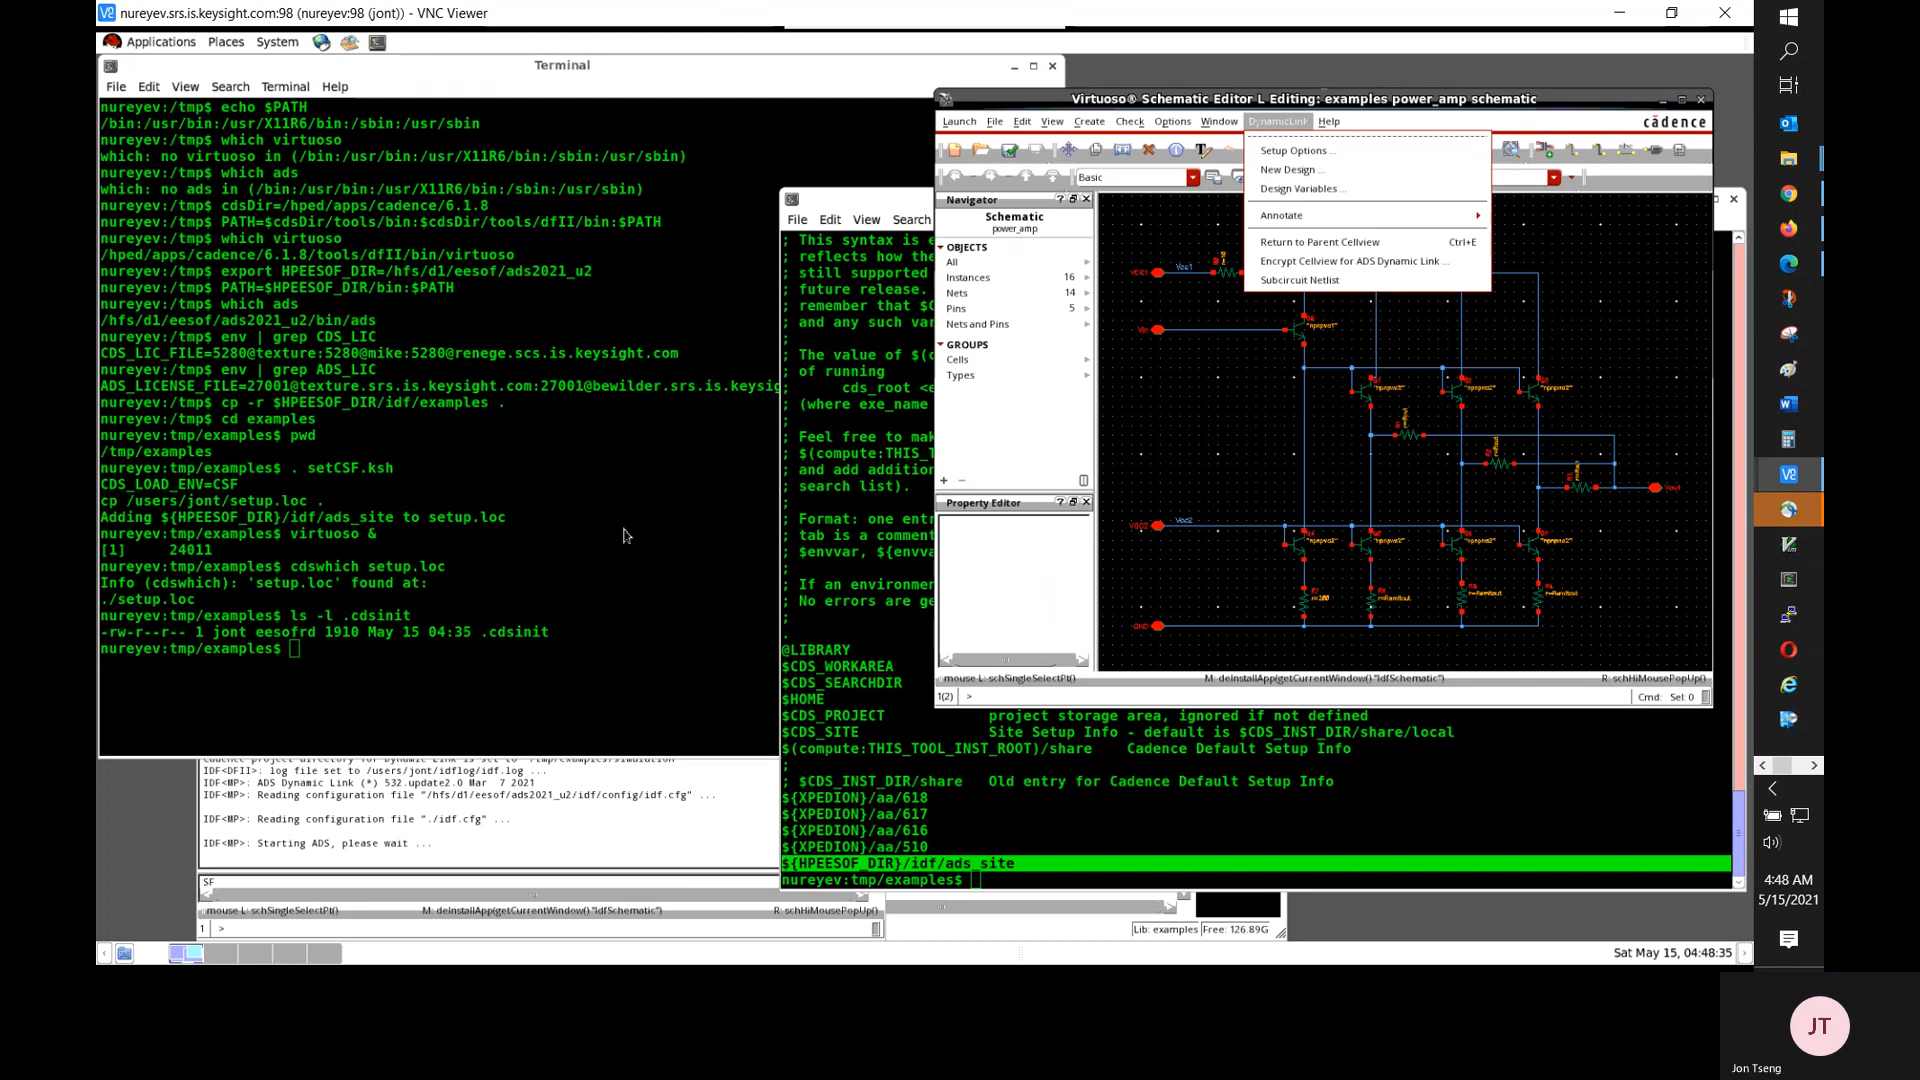 nureyev.srs.is.keysight.com:98 (nureyev:98 (jont)) - VNC Viewer
Applications Places System
Terminal
File Edit View Search Terminal Help
nureyev:/tmp$ echo $PATH
/bin:/usr/bin:/usr/X11R6/bin:/sbin:/usr/sbin
nureyev:/tmp$ which virtuoso
which: no virtuoso in (/bin:/usr/bin:/usr/X11R6/bin:/sbin:/usr/sbin)
nureyev:/tmp$ which ads
which: no ads in (/bin:/usr/bin:/usr/X11R6/bin:/sbin:/usr/sbin)
nureyev:/tmp$ cdsDir=/hped/apps/cadence/6.1.8
nureyev:/tmp$ PATH=$cdsDir/tools/bin:$cdsDir/tools/dfII/bin:$PATH
nureyev:/tmp$ which virtuoso
/hped/apps/cadence/6.1.8/tools/dfII/bin/virtuoso
nureyev:/tmp$ export HPEESOF_DIR=/hfs/d1/eesof/ads2021_u2
nureyev:/tmp$ PATH=$HPEESOF_DIR/bin:$PATH
nureyev:/tmp$ which ads
/hfs/d1/eesof/ads2021_u2/bin/ads
nureyev:/tmp$ env | grep CDS_LIC
CDS_LIC_FILE=5280@texture:5280@mike:5280@renege.scs.is.keysight.com
nureyev:/tmp$ env | grep ADS_LIC
ADS_LICENSE_FILE=27001@texture.srs.is.keysight.com:27001@bewilder.srs.is.keysig
nureyev:/tmp$ cp -r $HPEESOF_DIR/idf/examples .
nureyev:/tmp$ cd examples
nureyev:tmp/examples$ pwd
/tmp/examples
nureyev:tmp/examples$ . setCSF.ksh
CDS_LOAD_ENV=CSF
cp /users/jont/setup.loc .
Adding ${HPEESOF_DIR}/idf/ads_site to setup.loc
nureyev:tmp/examples$ virtuoso &
[1] 24011
nureyev:tmp/examples$ cdswhich setup.loc
Info (cdswhich): 'setup.loc' found at:
./setup.loc
nureyev:tmp/examples$ ls -l .cdsinit
-rw-r--r-- 1 jont eesofrd 1910 May 15 04:35 .cdsinit
nureyev:tmp/examples$
IDF<DFII>: log file set to /users/jont/idflog/idf.log ...
IDF<MP>: ADS Dynamic Link (*) 532.update2.0 Mar 7 2021
IDF<MP>: Reading configuration file "/hfs/d1/eesof/ads2021_u2/idf/config/idf.cfg" ...
IDF<MP>: Reading configuration file "./idf.cfg" ...
IDF<MP>: Starting ADS, please wait ...
SF
mouse L: schSingleSelectPt() M: deInstallApp(getCurrentWindow() "IdfSchematic") R: schHiMousePopUp()
1 >
File Edit View Search
; This syntax is e
; reflects how the
; still supported
; future release.
; remember that $C
; and any such var
;
; The value of $(c
; of running
; cds_root <e
; (where exe_name
;
; Feel free to mak
; $(compute:THIS_T
; and add addition
; search list).
;
; Format: one entr
; tab is a comment
; $envvar, ${envva
;
; If an environmen
; No errors are ge
;
.
@LIBRARY
$CDS_WORKAREA
$CDS_SEARCHDIR
$HOME
$CDS_PROJECT project storage area, ignored if not defined
$CDS_SITE Site Setup Info - default is $CDS_INST_DIR/share/local
$(compute:THIS_TOOL_INST_ROOT)/share Cadence Default Setup Info
;
; $CDS_INST_DIR/share Old entry for Cadence Default Setup Info
${XPEDION}/aa/618
${XPEDION}/aa/617
${XPEDION}/aa/616
${XPEDION}/aa/510
${HPEESOF_DIR}/idf/ads_site
nureyev:tmp/examples$
Virtuoso® Schematic Editor L Editing: examples power_amp schematic
Launch File Edit View Create Check Options Window DynamicLink Help
cādence
Basic
Setup Options ...
New Design ...
Design Variables ...
Annotate
Return to Parent Cellview Ctrl+E
Encrypt Cellview for ADS Dynamic Link ...
Subcircuit Netlist
Navigator
Schematic
power_amp
OBJECTS
All
Instances 16
Nets 14
Pins 5
Nets and Pins
GROUPS
Cells
Types
Property Editor
Vcc1
Vin
Vcc2
GND
mouse L: schSingleSelectPt() M: deInstallApp(getCurrentWindow() "IdfSchematic") R: schHiMousePopUp()
1(2) >
Cmd: Sel: 0
Lib: examples Free: 126.89G
Sat May 15, 04:48:35
4:48 AM
5/15/2021
JT
Jon Tseng